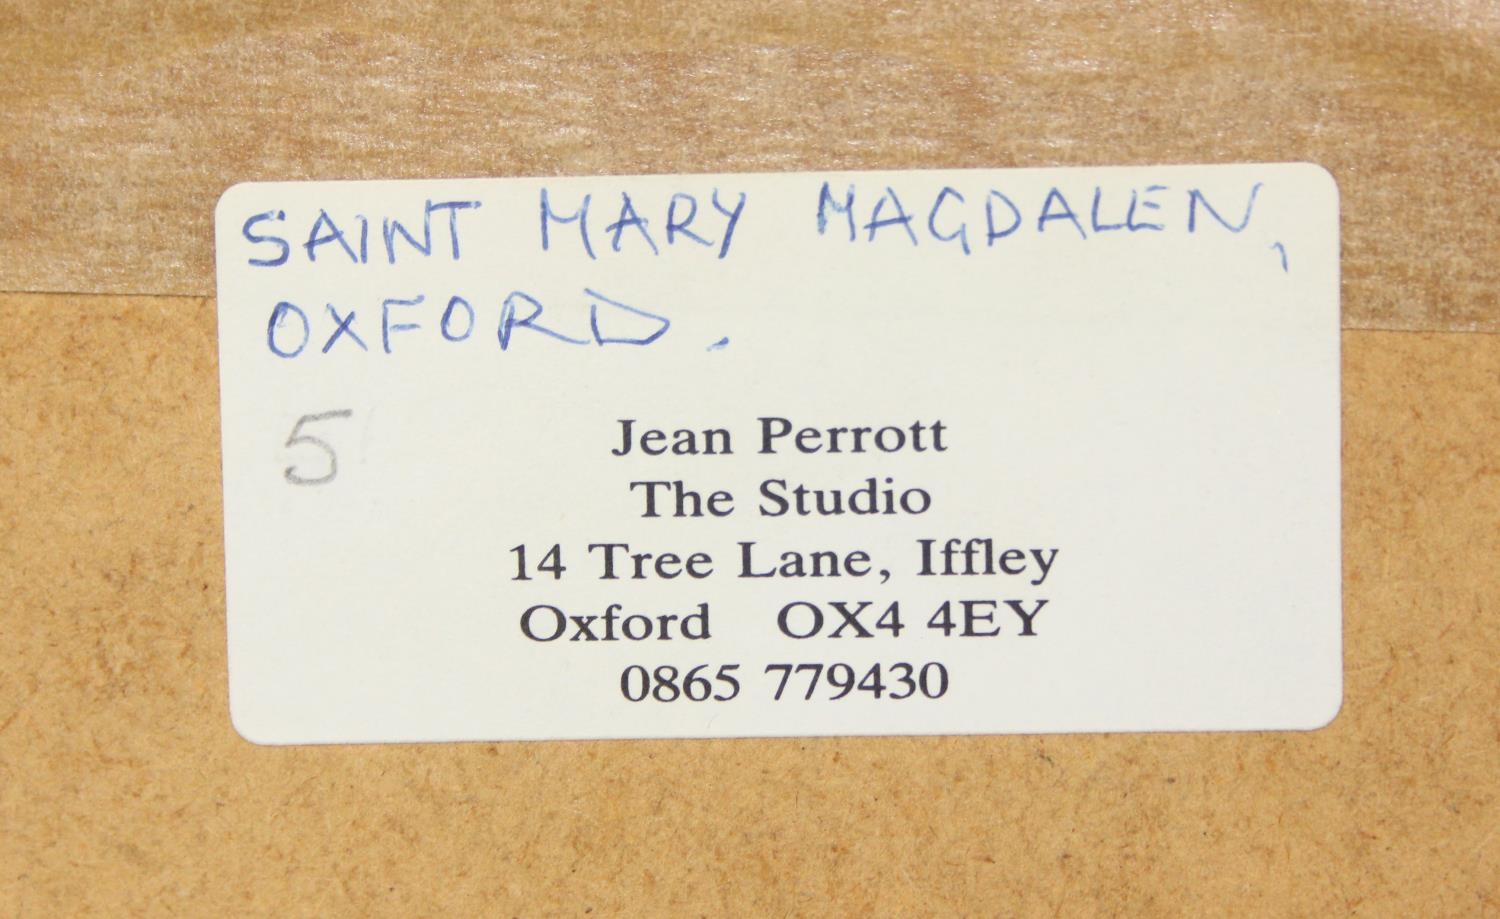 SAINT MARY MAGDALEN,
OXFORD.
5
Jean Perrott
The Studio
14 Tree Lane, Iffley
Oxford OX4 4EY
0865 779430